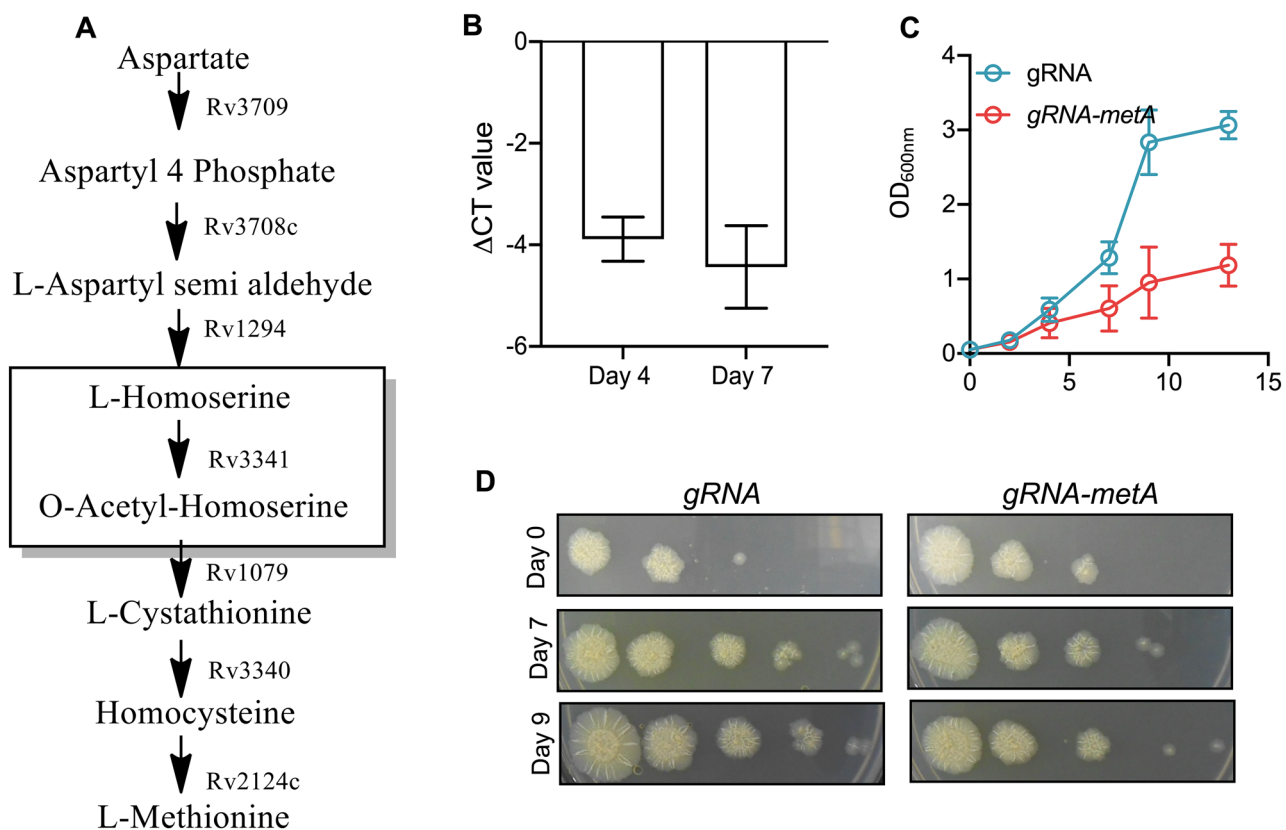 A
Aspartate
Rv3709
Aspartyl 4 Phosphate
Rv3708c
L-Aspartyl semi aldehyde
Rv1294
L-Homoserine
Rv3341
O-Acetyl-Homoserine
Rv1079
L-Cystathionine
Rv3340
Homocysteine
Rv2124c
L-Methionine
B
ΔCT value
0
-2
-4
-6
Day 4 Day 7
C
OD600nm
4
3
2
1
0
gRNA
gRNA-metA
0 5 10 15
D
gRNA gRNA-metA
Day 0
Day 7
Day 9